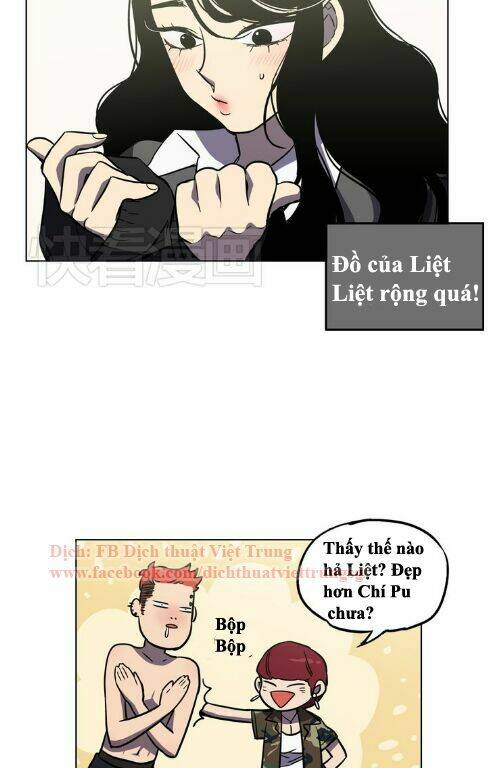 快看漫画
Đồ của Liệt
Liệt rộng quá!
Dịch: FB Dịch thuật Việt Trung
www.facebook.com/dichthuatviettrung
Thấy thế nào
hả Liệt? Đẹp
hơn Chí Pu
chưa?
Bộp
Bộp